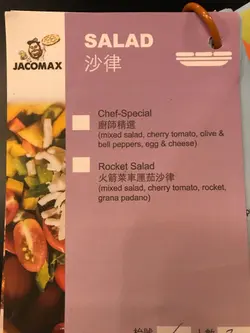 JACOMAX
SALAD
沙律
Chef-Special
廚師精選
(mixed salad, cherry tomato, olive &
bell peppers, egg & cheese)
Rocket Salad
火箭菜車厘茄沙律
(mixed salad, cherry tomato, rocket,
grana padano)